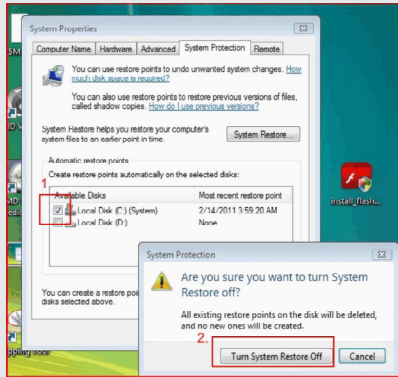 System Properties
Computer Name
Hardware
Advanced
System Protection
Remote
You can use restore points to undo unwanted system changes. How
much disk space is required?
You can also use restore points to restore previous versions of files,
called shadow copies. How do I use previous versions?
System Restore helps you restore your computer's
system files to an earlier point in time.
System Restore...
Automatic restore points
Create restore points automatically on the selected disks:
1
Available Disks
Most recent restore point
Local Disk (C:) (System)
2/14/2011 3:59:20 AM
Local Disk (D:)
None
You can create a restore poi
disks selected above.
install_flash...
System Protection
Are you sure you want to turn System
Restore off?
All existing restore points on the disk will be deleted,
and no new ones will be created.
2.
Turn System Restore Off
Cancel